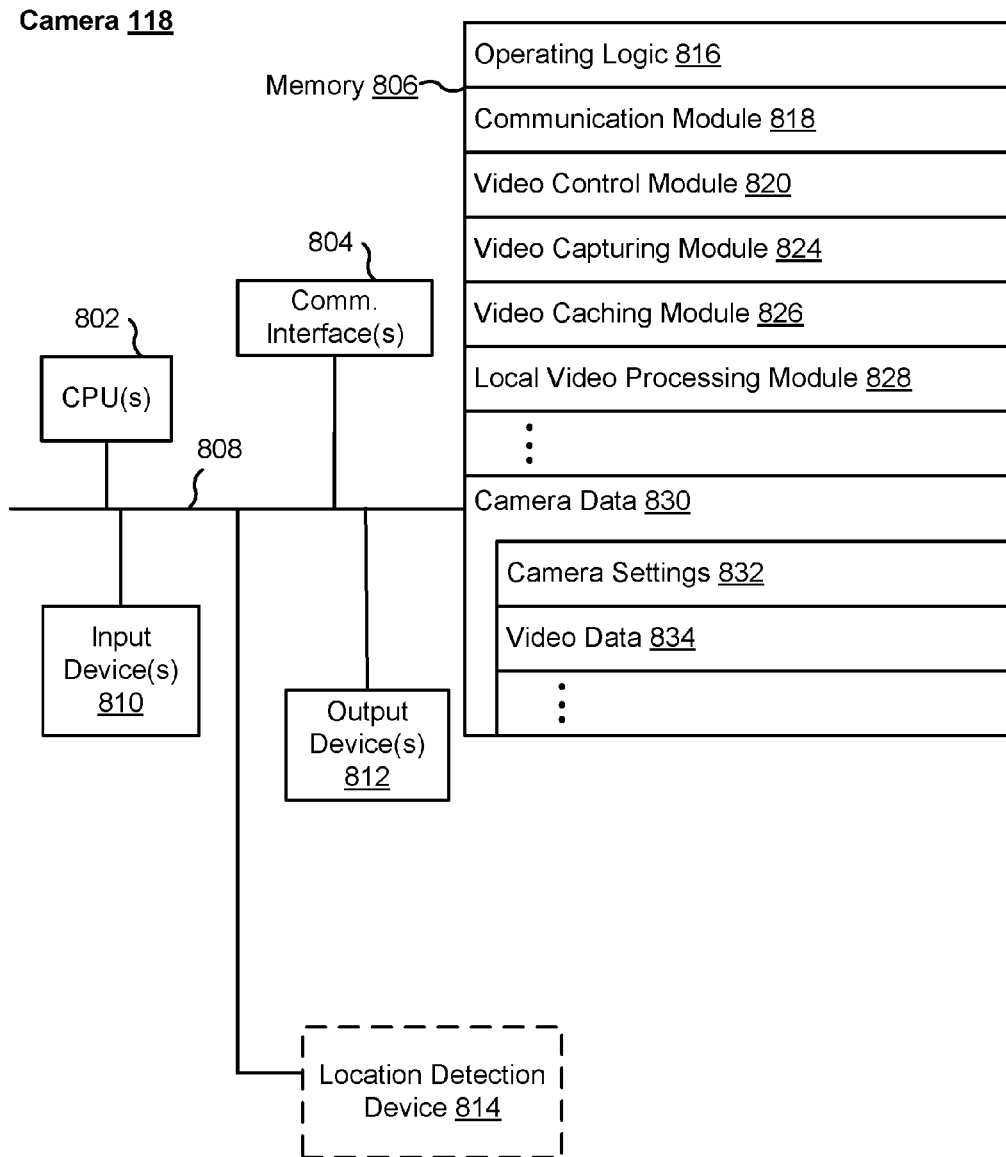 Camera 118
Memory 806
Operating Logic 816
Communication Module 818
Video Control Module 820
Video Capturing Module 824
Video Caching Module 826
Local Video Processing Module 828
Camera Data 830
Camera Settings 832
Video Data 834
804
Comm.
Interface(s)
802
CPU(s)
808
Input
Device(s)
810
Output
Device(s)
812
Location Detection
Device 814